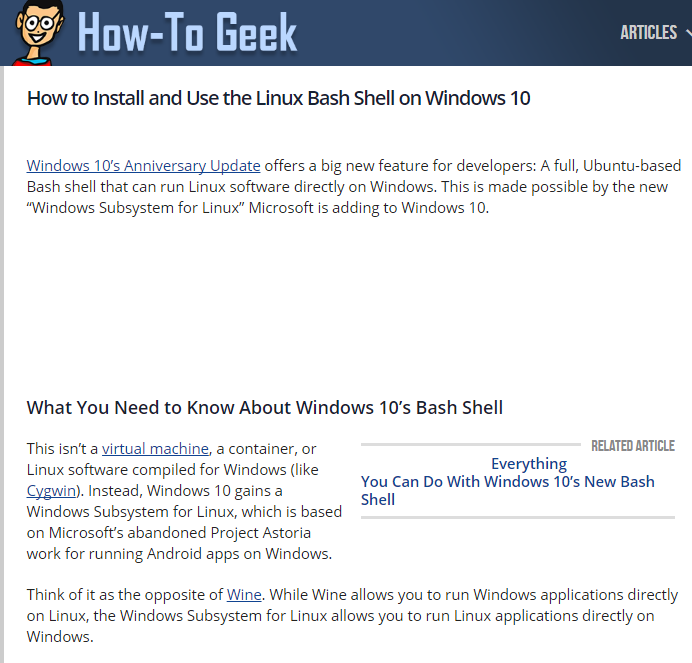 How-To Geek
ARTICLES
How to Install and Use the Linux Bash Shell on Windows 10
Windows 10’s Anniversary Update offers a big new feature for developers: A full, Ubuntu-based
Bash shell that can run Linux software directly on Windows. This is made possible by the new
“Windows Subsystem for Linux” Microsoft is adding to Windows 10.
What You Need to Know About Windows 10’s Bash Shell
This isn’t a virtual machine, a container, or
Linux software compiled for Windows (like
Cygwin). Instead, Windows 10 gains a
Windows Subsystem for Linux, which is based
on Microsoft’s abandoned Project Astoria
work for running Android apps on Windows.
RELATED ARTICLE
Everything
You Can Do With Windows 10’s New Bash
Shell
Think of it as the opposite of Wine. While Wine allows you to run Windows applications directly
on Linux, the Windows Subsystem for Linux allows you to run Linux applications directly on
Windows.